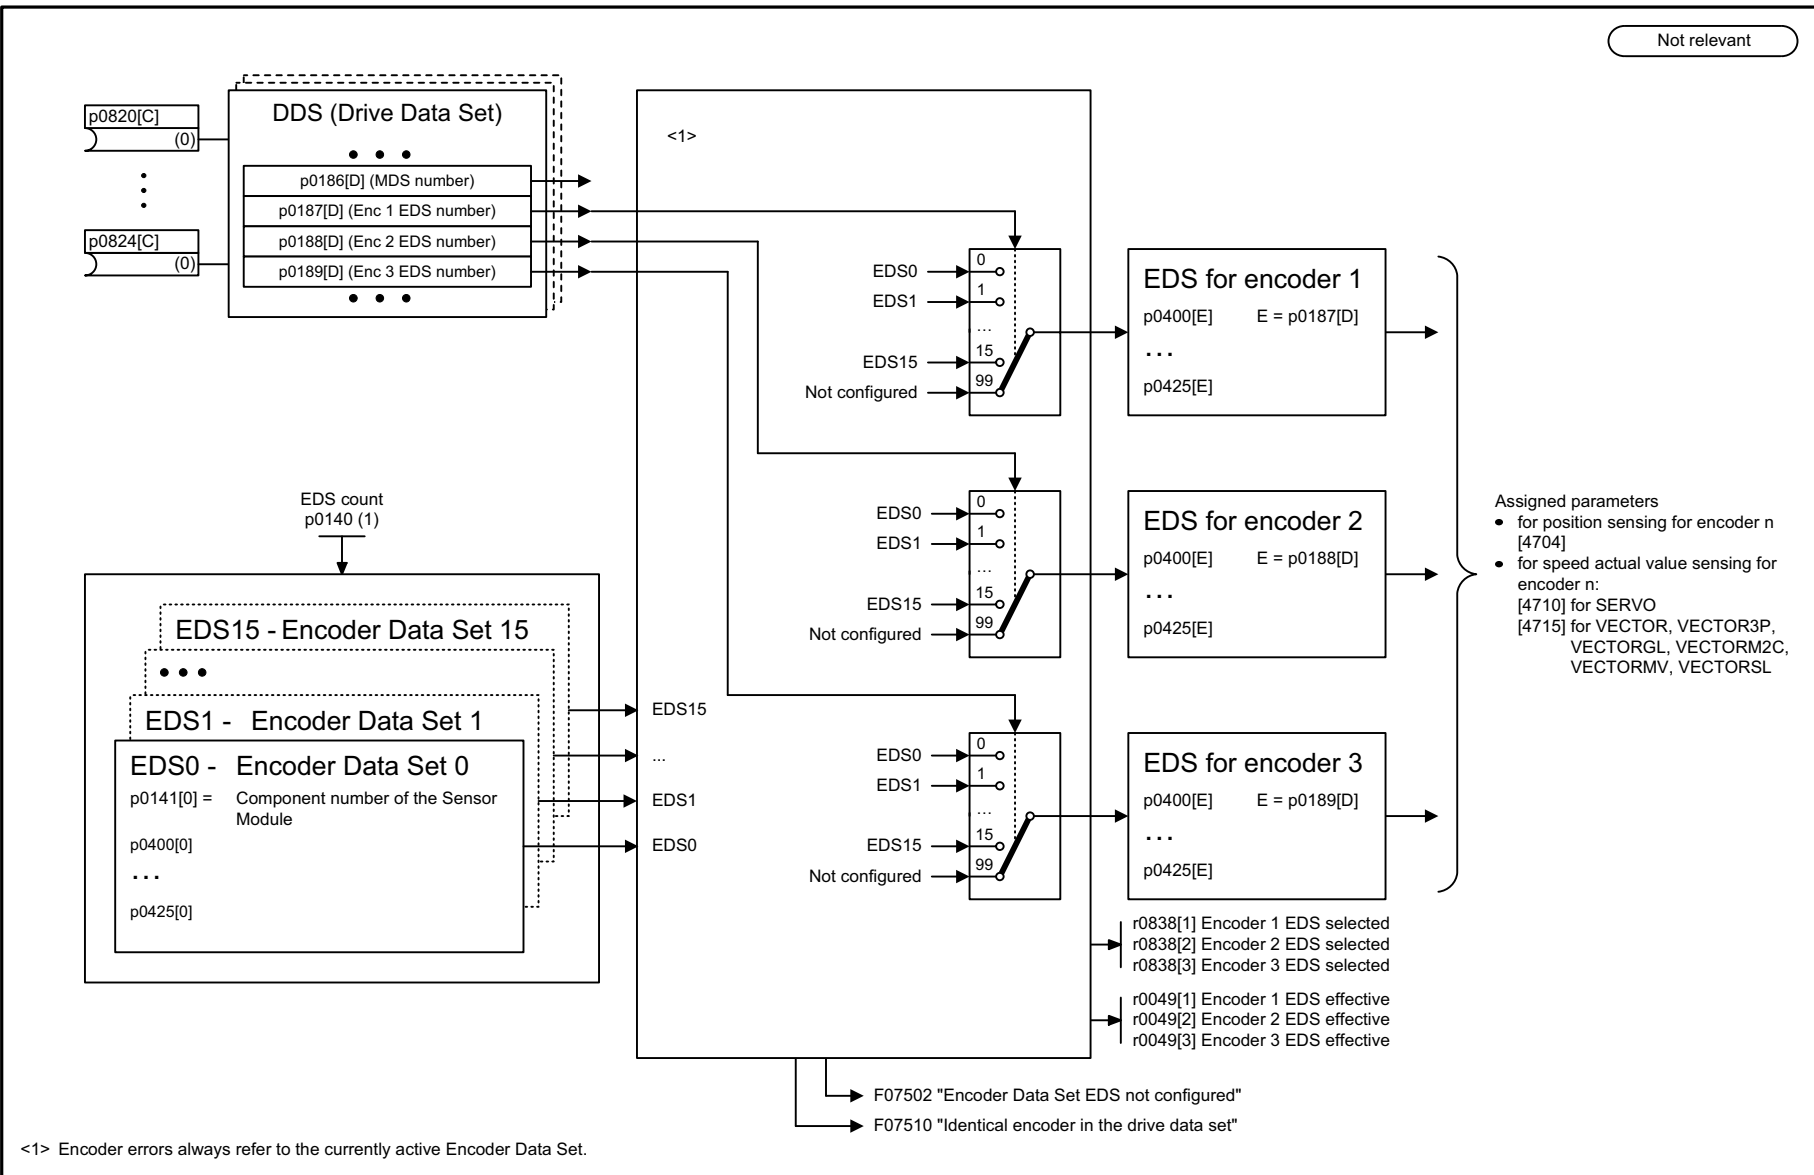 Not relevant
p0820[C]
(0)
p0824[C]
(0)
DDS (Drive Data Set)
p0186[D] (MDS number)
p0187[D] (Enc 1 EDS number)
p0188[D] (Enc 2 EDS number)
p0189[D] (Enc 3 EDS number)
<1>
EDS0
EDS1
...
EDS15
Not configured
0
1
15
99
EDS for encoder 1
p0400[E] E = p0187[D]
...
p0425[E]
EDS0
EDS1
...
EDS15
Not configured
0
1
15
99
EDS for encoder 2
p0400[E] E = p0188[D]
...
p0425[E]
EDS0
EDS1
...
EDS15
Not configured
0
1
15
99
EDS for encoder 3
p0400[E] E = p0189[D]
...
p0425[E]
Assigned parameters
• for position sensing for encoder n
[4704]
• for speed actual value sensing for
encoder n:
[4710] for SERVO
[4715] for VECTOR, VECTOR3P,
VECTORGL, VECTORM2C,
VECTORMV, VECTORSL
EDS count
p0140 (1)
EDS15 - Encoder Data Set 15
EDS1 - Encoder Data Set 1
EDS0 - Encoder Data Set 0
p0141[0] = Component number of the Sensor
Module
p0400[0]
...
p0425[0]
EDS15
...
EDS1
EDS0
r0838[1] Encoder 1 EDS selected
r0838[2] Encoder 2 EDS selected
r0838[3] Encoder 3 EDS selected
r0049[1] Encoder 1 EDS effective
r0049[2] Encoder 2 EDS effective
r0049[3] Encoder 3 EDS effective
F07502 "Encoder Data Set EDS not configured"
F07510 "Identical encoder in the drive data set"
<1> Encoder errors always refer to the currently active Encoder Data Set.